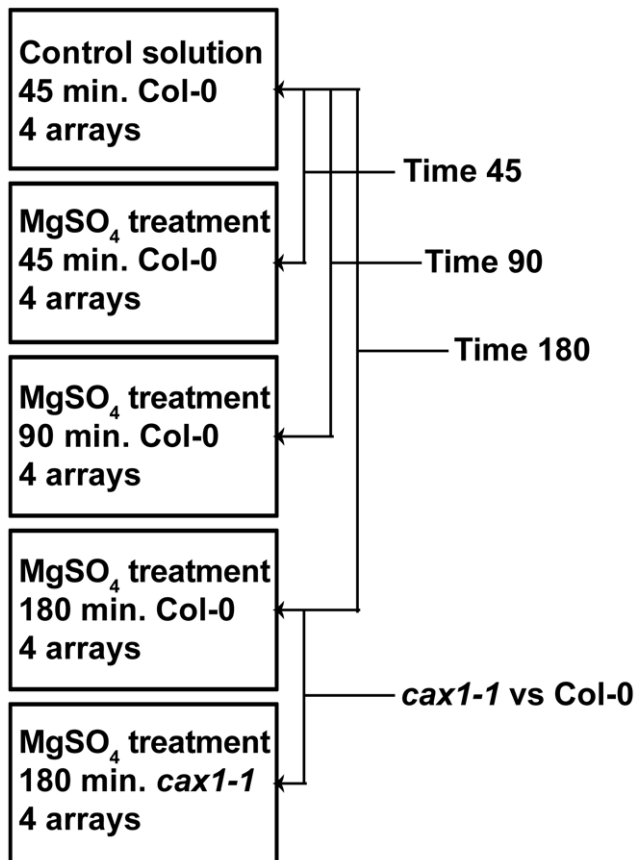 Control solution
45 min. Col-0
4 arrays
Time 45
MgSO₄ treatment
45 min. Col-0
4 arrays
Time 90
Time 180
MgSO₄ treatment
90 min. Col-0
4 arrays
MgSO₄ treatment
180 min. Col-0
4 arrays
cax1-1 vs Col-0
MgSO₄ treatment
180 min. cax1-1
4 arrays